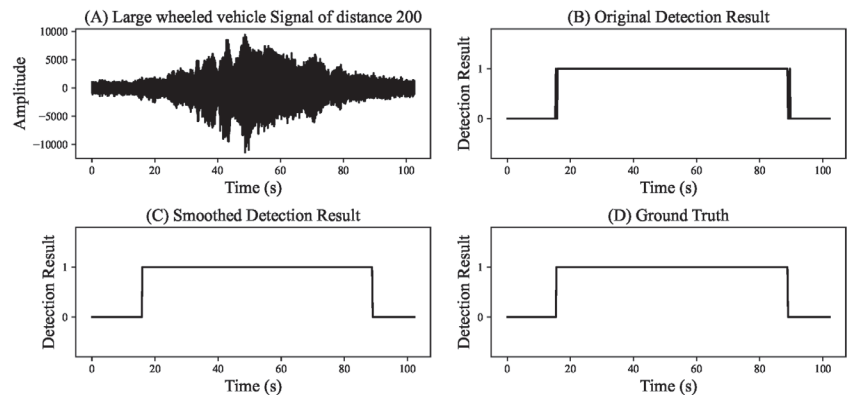 (A) Large wheeled vehicle Signal of distance 200
Amplitude
10000
5000
0
−5000
−10000
0 20 40 60 80 100
Time (s)
(B) Original Detection Result
Detection Result
1
0
0 20 40 60 80 100
Time (s)
(C) Smoothed Detection Result
Detection Result
1
0
0 20 40 60 80 100
Time (s)
(D) Ground Truth
Detection Result
1
0
0 20 40 60 80 100
Time (s)